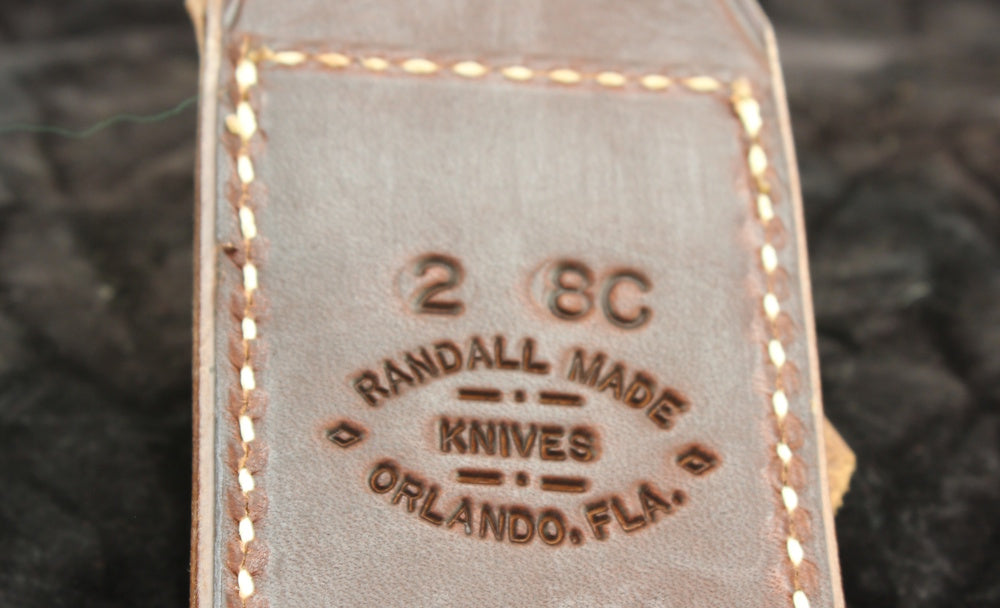 2 8C
RANDALL MADE
KNIVES
ORLANDO, FLA.